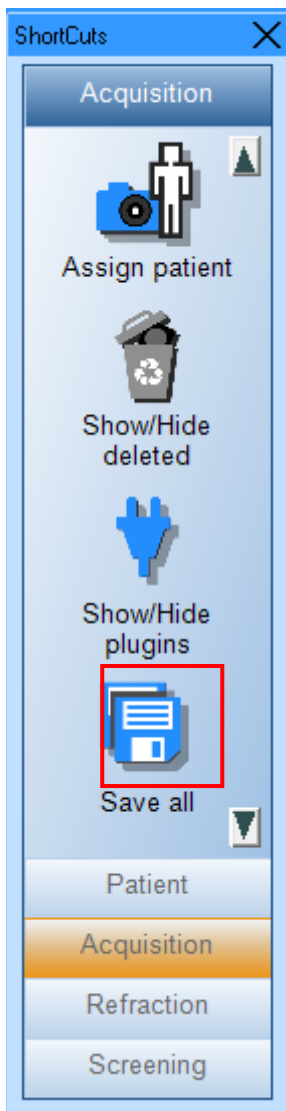 ShortCuts
Acquisition
Assign patient
Show/Hide
deleted
Show/Hide
plugins
Save all
Patient
Acquisition
Refraction
Screening